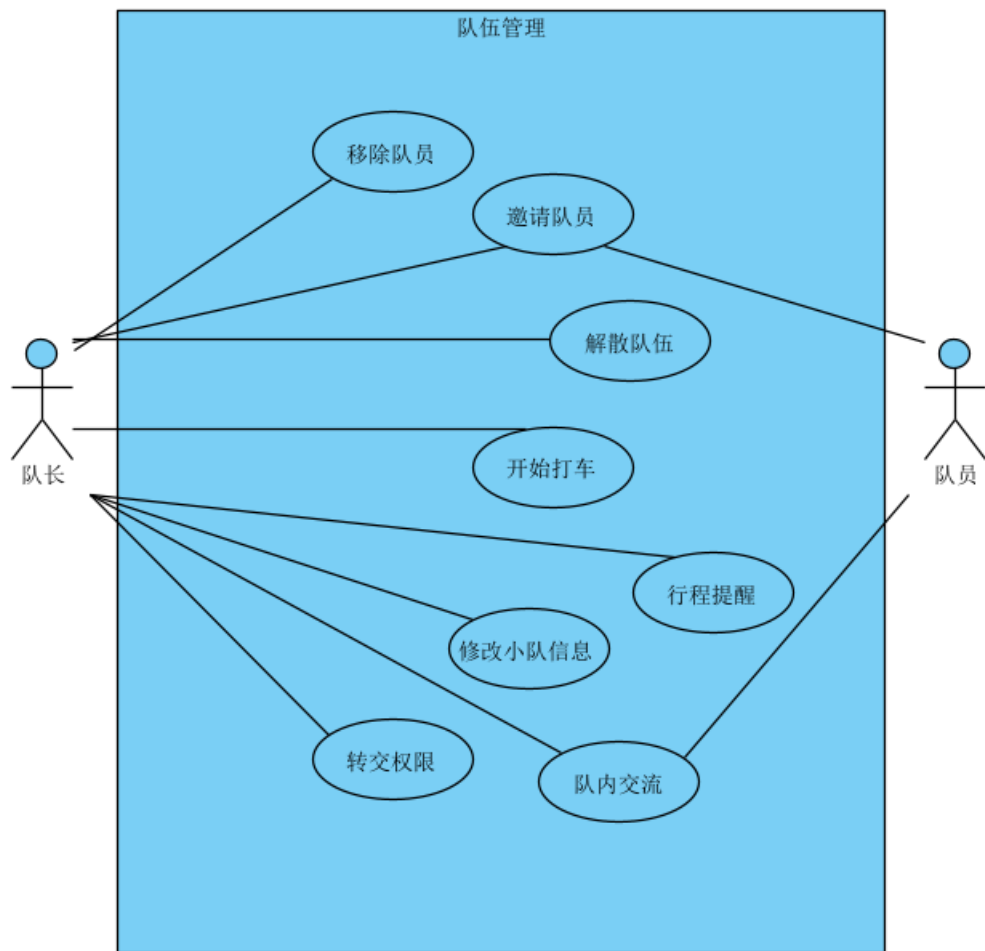 队伍管理
移除队员
邀请队员
解散队伍
开始打车
队长
队员
行程提醒
修改小队信息
转交权限
队内交流